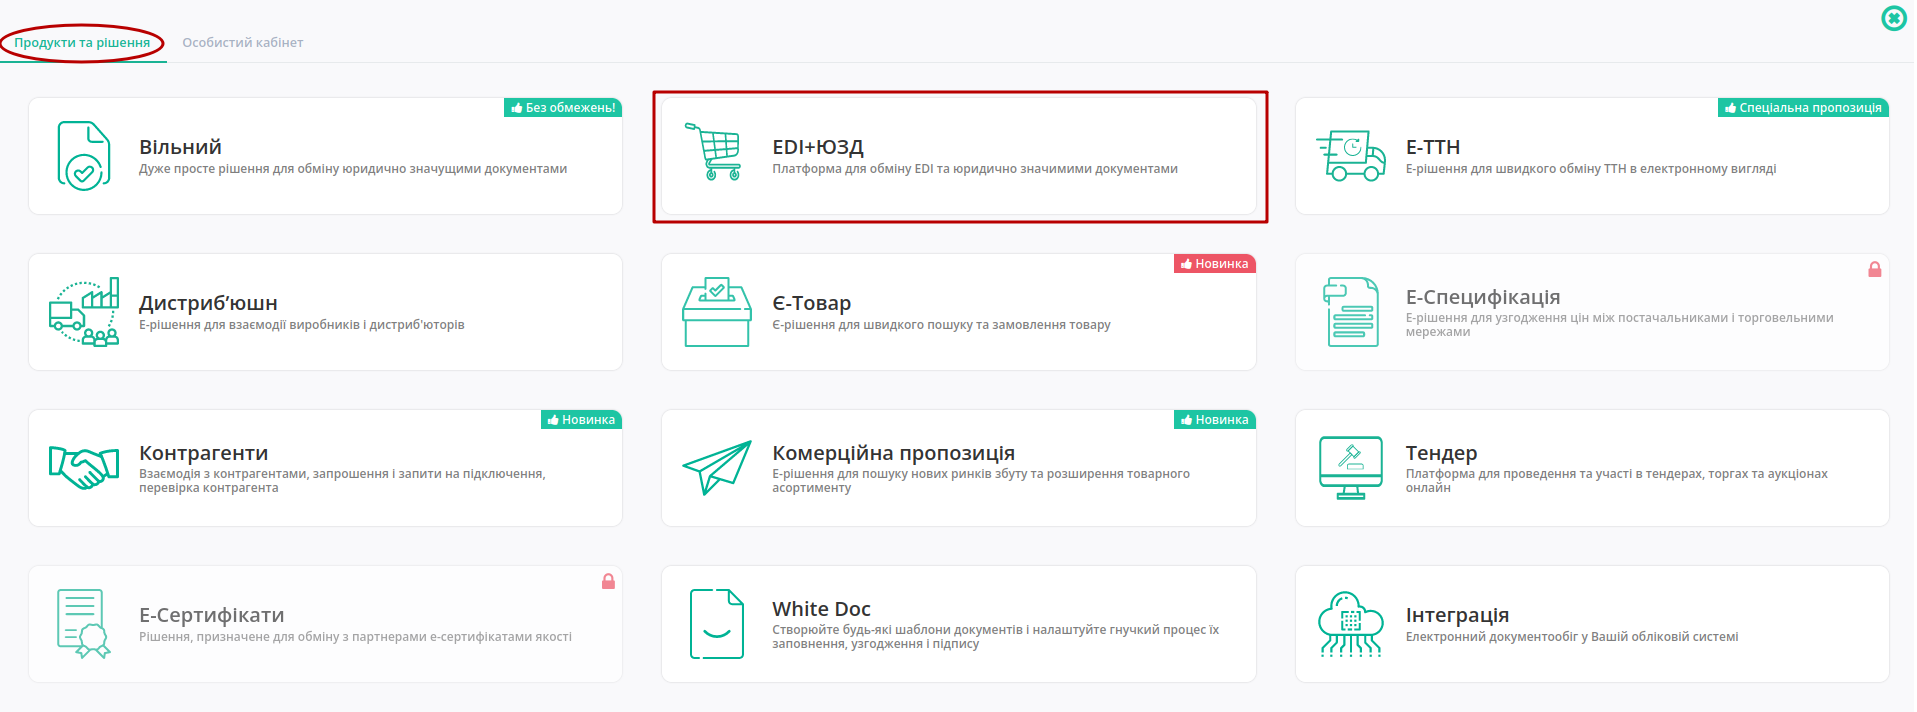 Продукти та рішення
Особистий кабінет
Без обмежень!
Вільний
Дуже просте рішення для обміну юридично значущими документами
EDI+ЮЗД
Платформа для обміну EDI та юридично значимими документами
Спеціальна пропозиція
Е-ТТН
Е-рішення для швидкого обміну ТТН в електронному вигляді
Дистриб’юшн
Е-рішення для взаємодії виробників і дистриб'юторів
Новинка
Є-Товар
Є-рішення для швидкого пошуку та замовлення товару
Е-Специфікація
Е-рішення для узгодження цін між постачальниками і торговельними
мережами
Новинка
Контрагенти
Взаємодія з контрагентами, запрошення і запити на підключення,
перевірка контрагента
Новинка
Комерційна пропозиція
Е-рішення для пошуку нових ринків збуту та розширення товарного
асортименту
Тендер
Платформа для проведення та участі в тендерах, торгах та аукціонах
онлайн
Е-Сертифікати
Рішення, призначене для обміну з партнерами е-сертифікатами якості
White Doc
Створюйте будь-які шаблони документів і налаштуйте гнучкий процес їх
заповнення, узгодження і підпису
Інтеграція
Електронний документообіг у Вашій обліковій системі